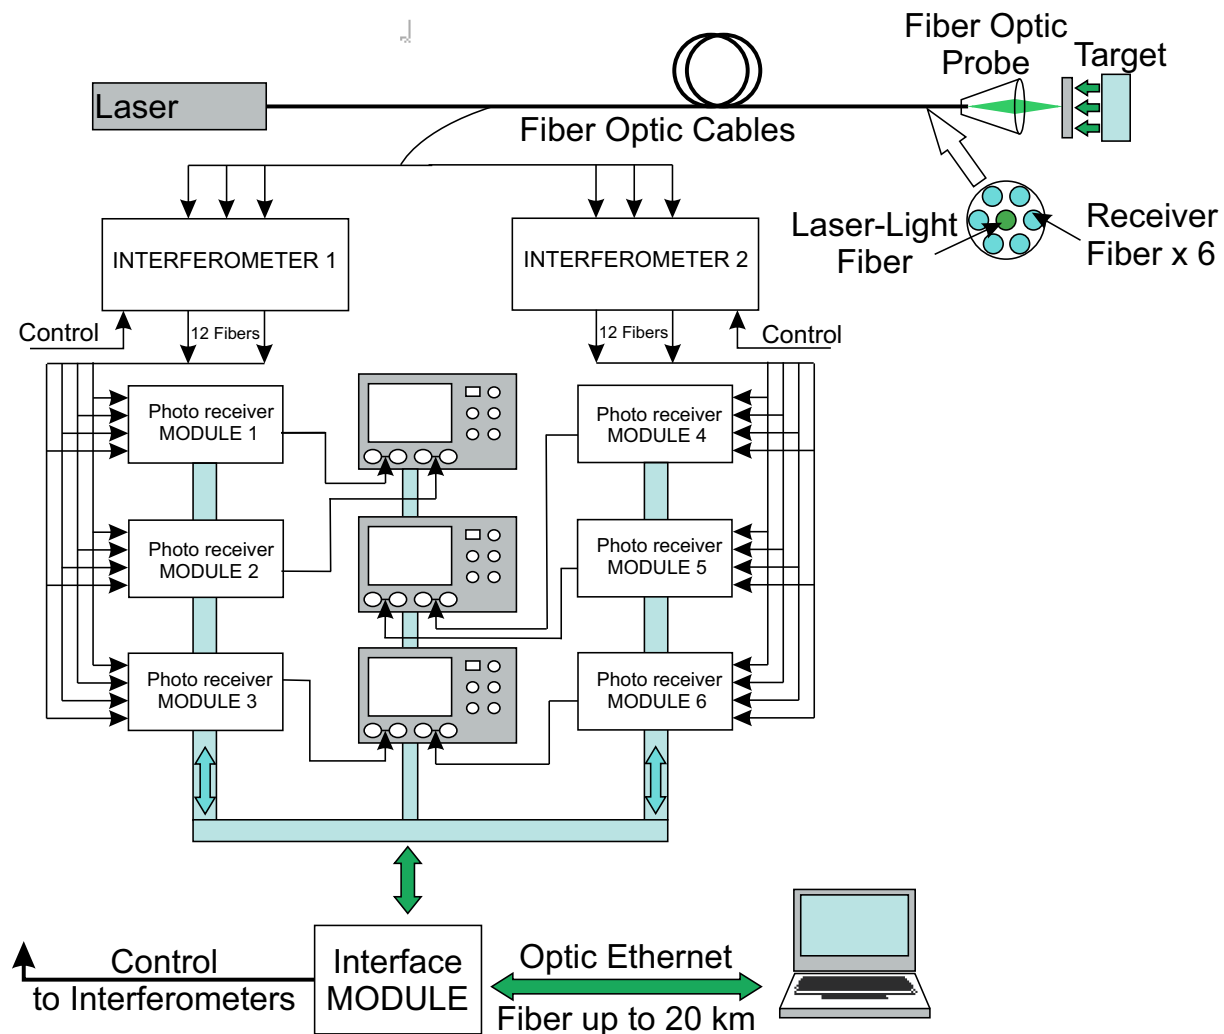 Fiber Optic
Probe
Target
Laser
Fiber Optic Cables
Laser-Light
Fiber
Receiver
Fiber x 6
INTERFEROMETER 1
INTERFEROMETER 2
Control
12 Fibers
12 Fibers
Control
Photo receiver
MODULE 1
Photo receiver
MODULE 4
Photo receiver
MODULE 2
Photo receiver
MODULE 5
Photo receiver
MODULE 3
Photo receiver
MODULE 6
Control
to Interferometers
Interface
MODULE
Optic Ethernet
Fiber up to 20 km